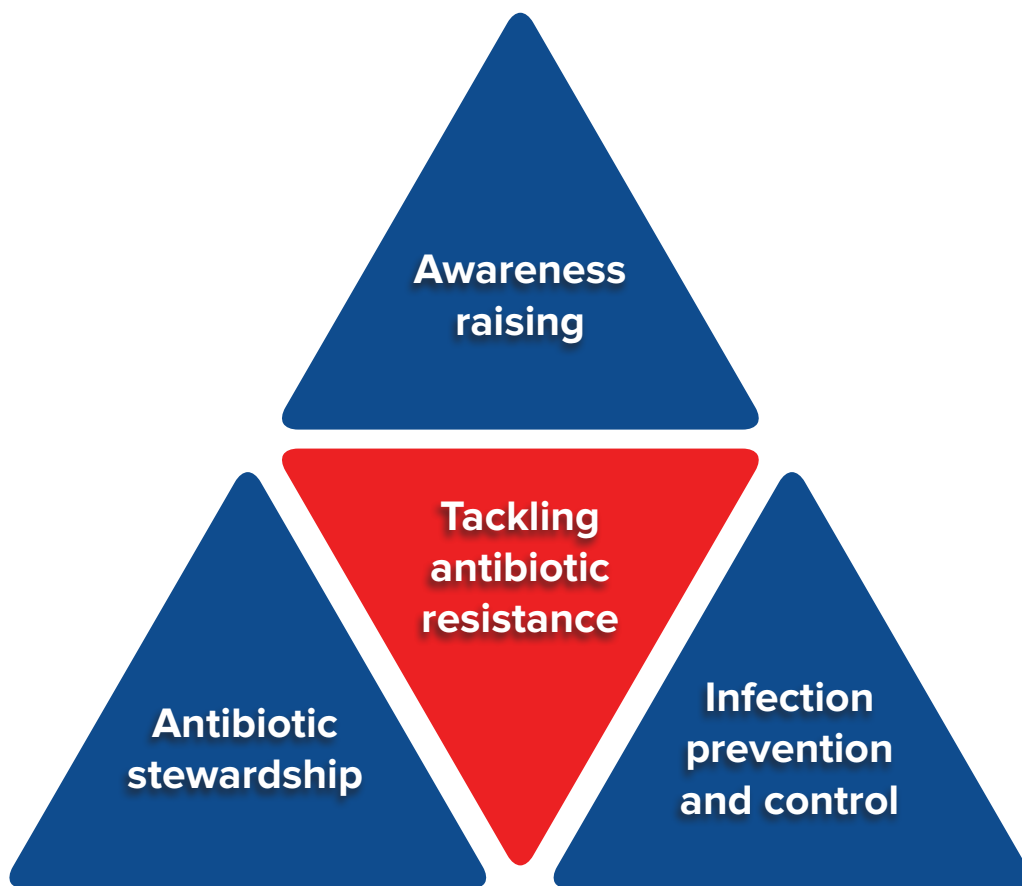 Awareness
raising
Tackling
antibiotic
resistance
Antibiotic
stewardship
Infection
prevention
and control